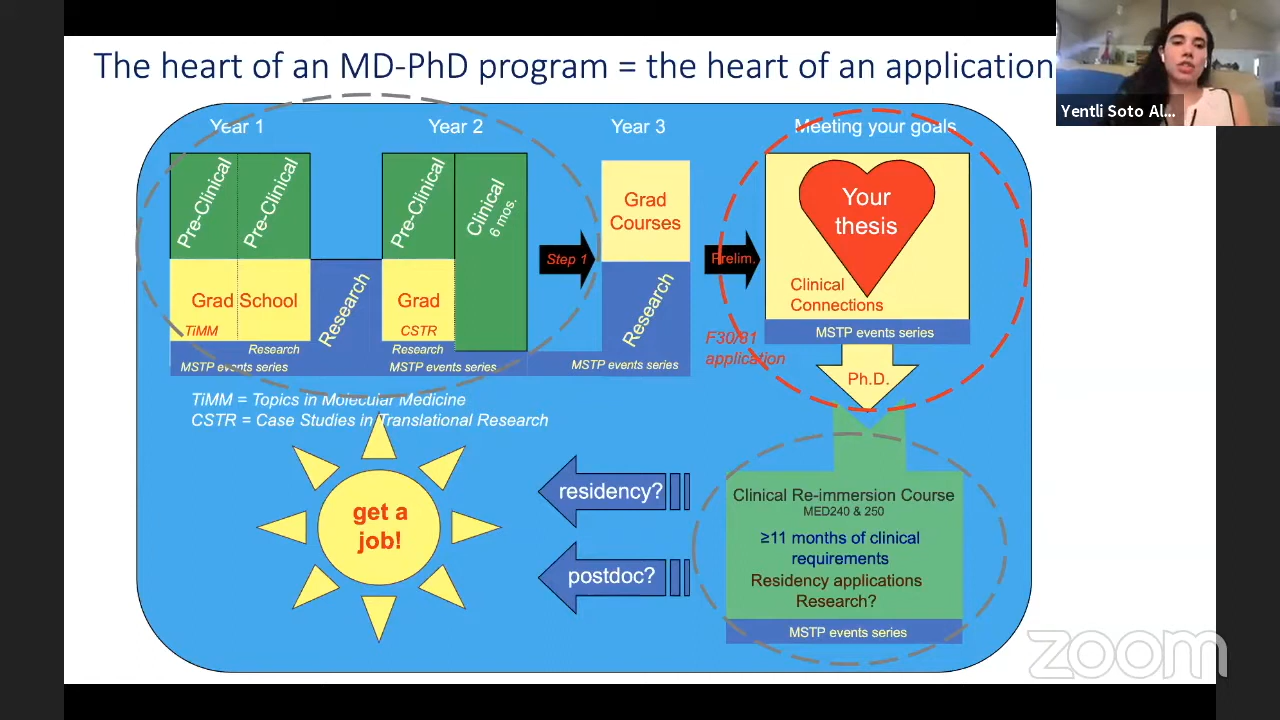 The heart of an MD-PhD program = the heart of an application
Yentli Soto Al...
Year 1
Year 2
Year 3
Meeting your goals
Pre-Clinical
Pre-Clinical
Pre-Clinical
Clinical
6 mos.
Grad
Courses
Your
thesis
Step 1
Prelim.
Grad School
TiMM
Research
Grad
CSTR
Research
Clinical
Connections
Research
Research
MSTP events series
MSTP events series
MSTP events series
MSTP events series
F30/31
application
Ph.D.
TiMM = Topics in Molecular Medicine
CSTR = Case Studies in Translational Research
get a
job!
residency?
postdoc?
Clinical Re-immersion Course
MED240 & 250
≥11 months of clinical
requirements
Residency applications
Research?
MSTP events series
zoom